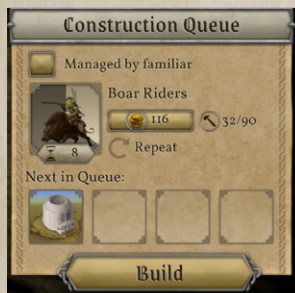 Construction Queue
Managed by familiar
Boar Riders
116 32/90
8 Repeat
Next in Queue:
Build